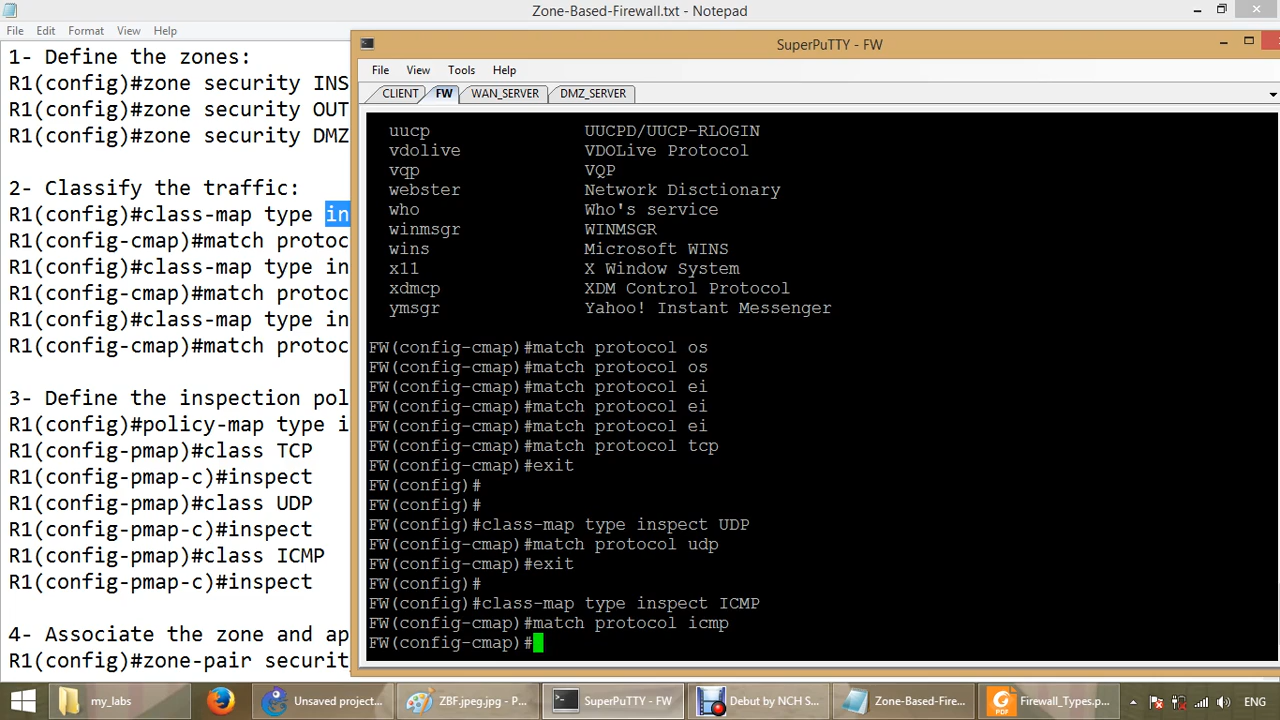 Zone-Based-Firewall.txt - Notepad
File Edit Format View Help
1- Define the zones:
R1(config)#zone security INS
R1(config)#zone security OUT
R1(config)#zone security DMZ
2- Classify the traffic:
R1(config)#class-map type in
R1(config-cmap)#match protoc
R1(config)#class-map type in
R1(config-cmap)#match protoc
R1(config)#class-map type in
R1(config-cmap)#match protoc
3- Define the inspection pol
R1(config)#policy-map type i
R1(config-pmap)#class TCP
R1(config-pmap-c)#inspect
R1(config-pmap)#class UDP
R1(config-pmap-c)#inspect
R1(config-pmap)#class ICMP
R1(config-pmap-c)#inspect
4- Associate the zone and ap
R1(config)#zone-pair securit
SuperPuTTY - FW
File View Tools Help
CLIENT FW WAN_SERVER DMZ_SERVER
uucp UUCPD/UUCP-RLOGIN
vdolive VDOLive Protocol
vqp VQP
webster Network Disctionary
who Who's service
winmsgr WINMSGR
wins Microsoft WINS
x11 X Window System
xdmcp XDM Control Protocol
ymsgr Yahoo! Instant Messenger
FW(config-cmap)#match protocol os
FW(config-cmap)#match protocol os
FW(config-cmap)#match protocol ei
FW(config-cmap)#match protocol ei
FW(config-cmap)#match protocol ei
FW(config-cmap)#match protocol tcp
FW(config-cmap)#exit
FW(config)#
FW(config)#
FW(config)#class-map type inspect UDP
FW(config-cmap)#match protocol udp
FW(config-cmap)#exit
FW(config)#
FW(config)#class-map type inspect ICMP
FW(config-cmap)#match protocol icmp
FW(config-cmap)#
my_labs Unsaved project... ZBF.jpeg.jpg - P... SuperPuTTY - FW Debut by NCH S... Zone-Based-Fire... Firewall_Types.p... ENG
PDF